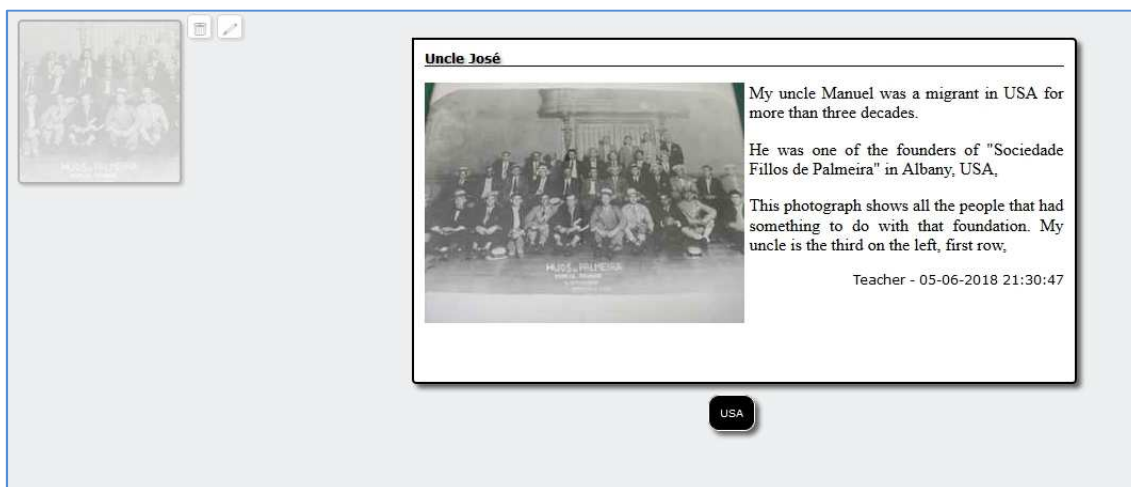 Uncle José
My uncle Manuel was a migrant in USA for
more than three decades.
He was one of the founders of "Sociedade
Fillos de Palmeira" in Albany, USA,
This photograph shows all the people that had
something to do with that foundation. My
uncle is the third on the left, first row,
HIJOS de PALMEIRA
Teacher - 05-06-2018 21:30:47
USA